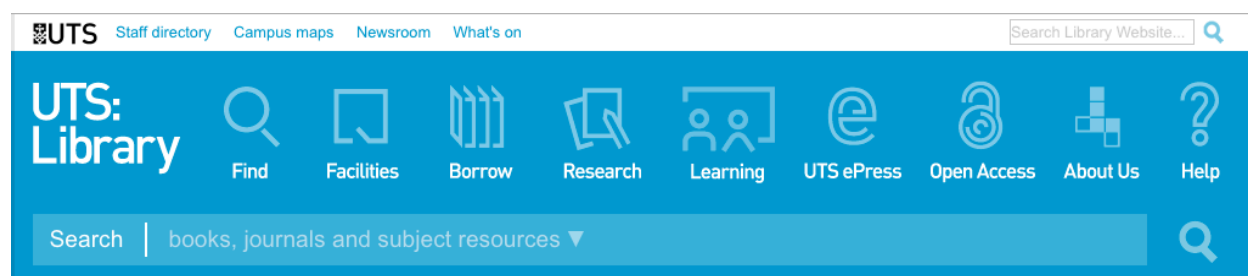 UTS Staff directory Campus maps Newsroom What's on Search Library Website...
UTS:
Library
Find Facilities Borrow Research Learning UTS ePress Open Access About Us Help
Search books, journals and subject resources ▼